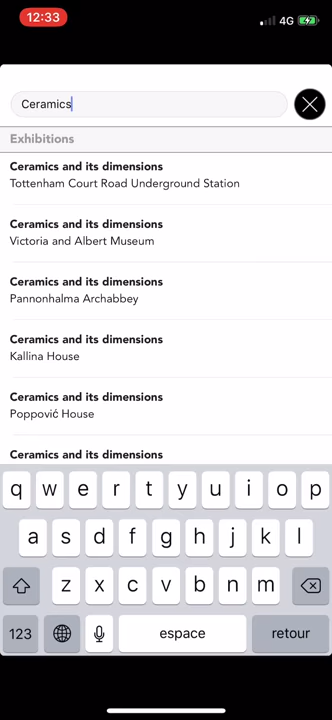 12:33
4G
Ceramics
Exhibitions
Ceramics and its dimensions
Tottenham Court Road Underground Station
Ceramics and its dimensions
Victoria and Albert Museum
Ceramics and its dimensions
Pannonhalma Archabbey
Ceramics and its dimensions
Kallina House
Ceramics and its dimensions
Poppović House
Ceramics and its dimensions
q w e r t y u i o p
a s d f g h j k l
z x c v b n m
123 espace retour